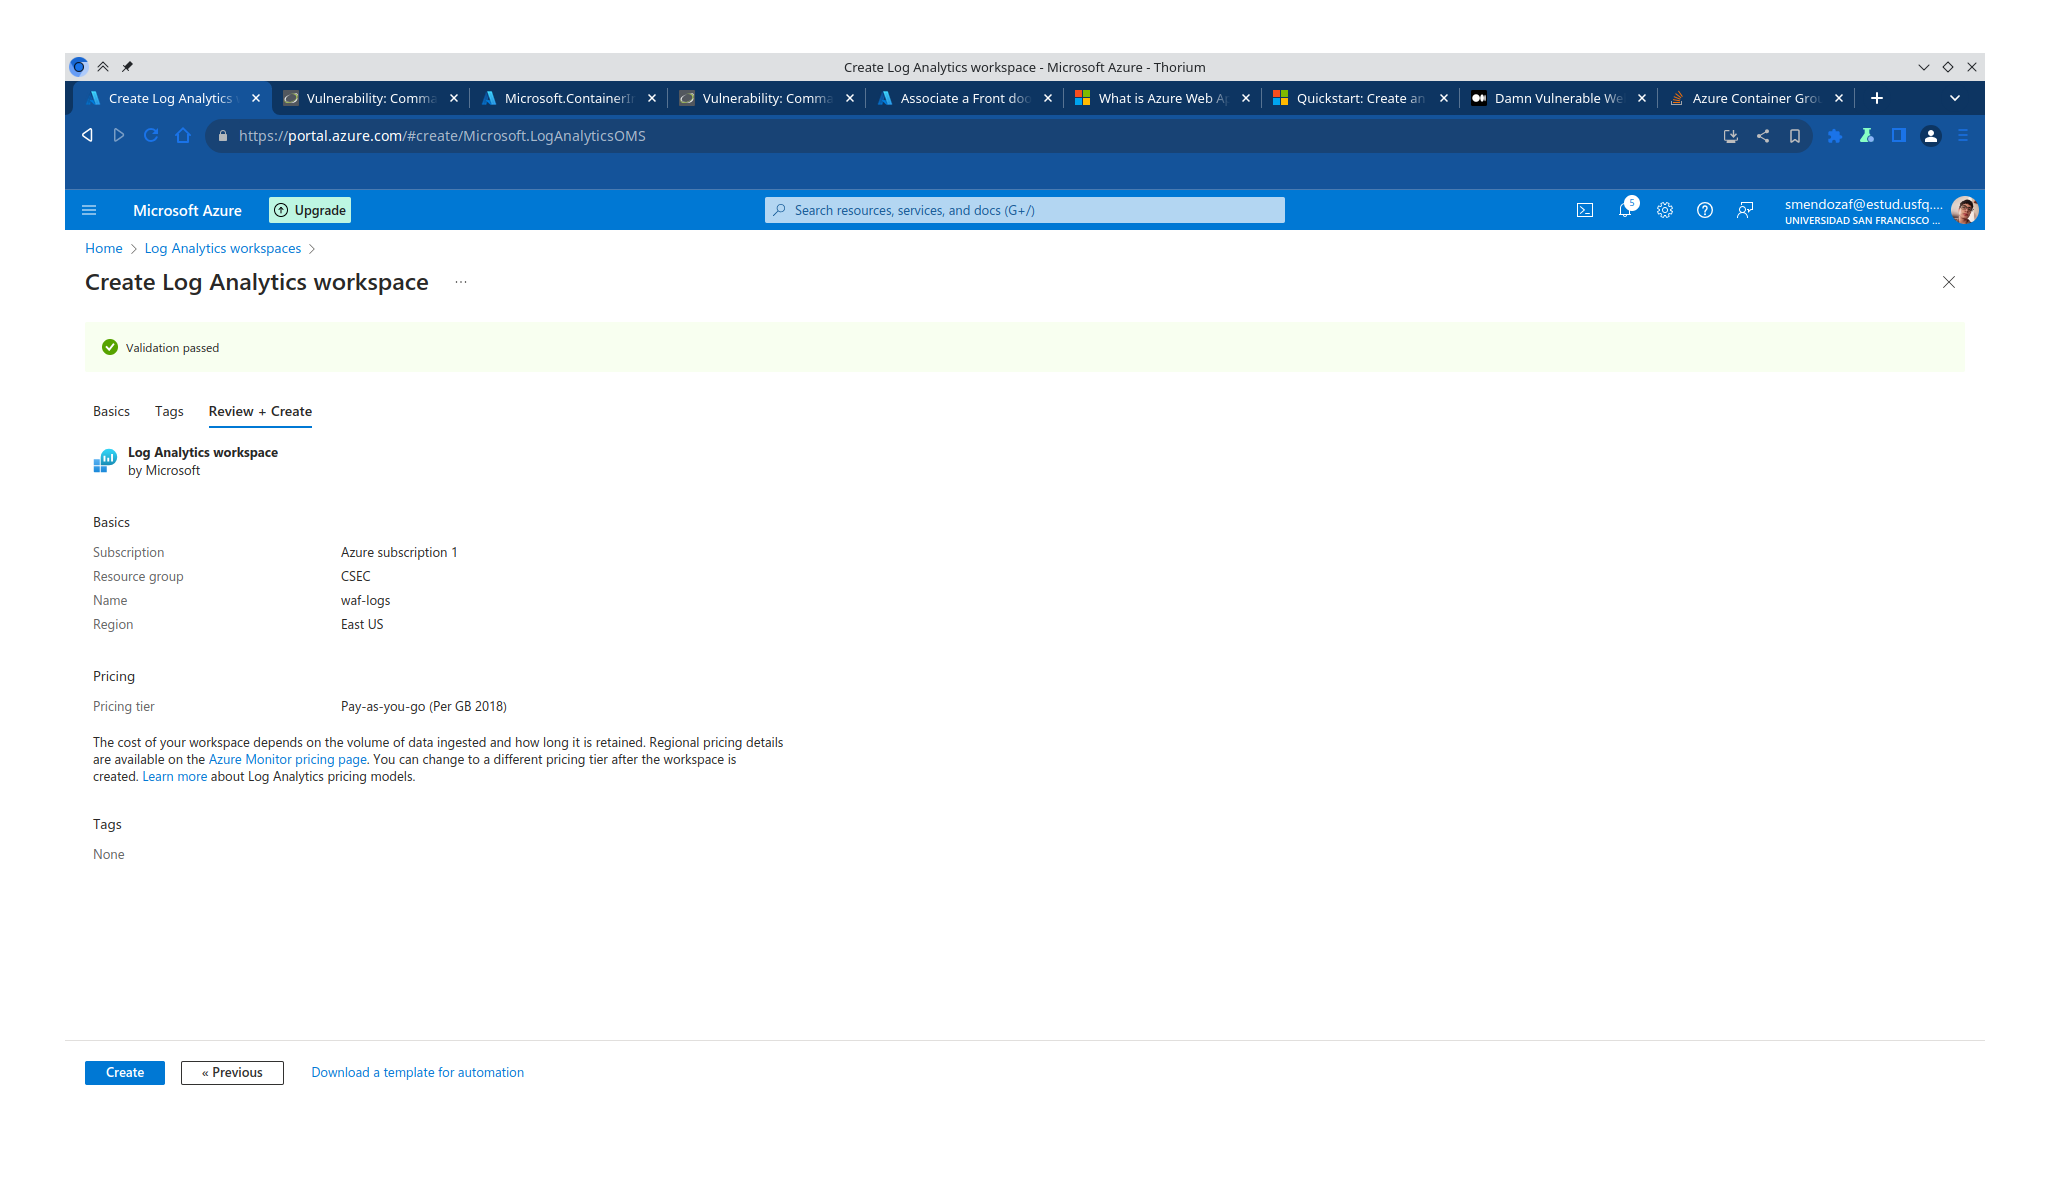 Create Log Analytics workspace - Microsoft Azure - Thorium
Create Log Analytics
Vulnerability: Comma
Microsoft.ContainerI
Vulnerability: Comma
Associate a Front doo
What is Azure Web Ap
Quickstart: Create an
Damn Vulnerable We
Azure Container Grou
https://portal.azure.com/#create/Microsoft.LogAnalyticsOMS
Microsoft Azure
Upgrade
Search resources, services, and docs (G+/)
5
smendozaf@estud.usfq....
UNIVERSIDAD SAN FRANCISCO ...
Home > Log Analytics workspaces >
Create Log Analytics workspace ...
Validation passed
Basics Tags Review + Create
Log Analytics workspace
by Microsoft
Basics
Subscription Azure subscription 1
Resource group CSEC
Name waf-logs
Region East US
Pricing
Pricing tier Pay-as-you-go (Per GB 2018)
The cost of your workspace depends on the volume of data ingested and how long it is retained. Regional pricing details
are available on the Azure Monitor pricing page. You can change to a different pricing tier after the workspace is
created. Learn more about Log Analytics pricing models.
Tags
None
Create « Previous Download a template for automation